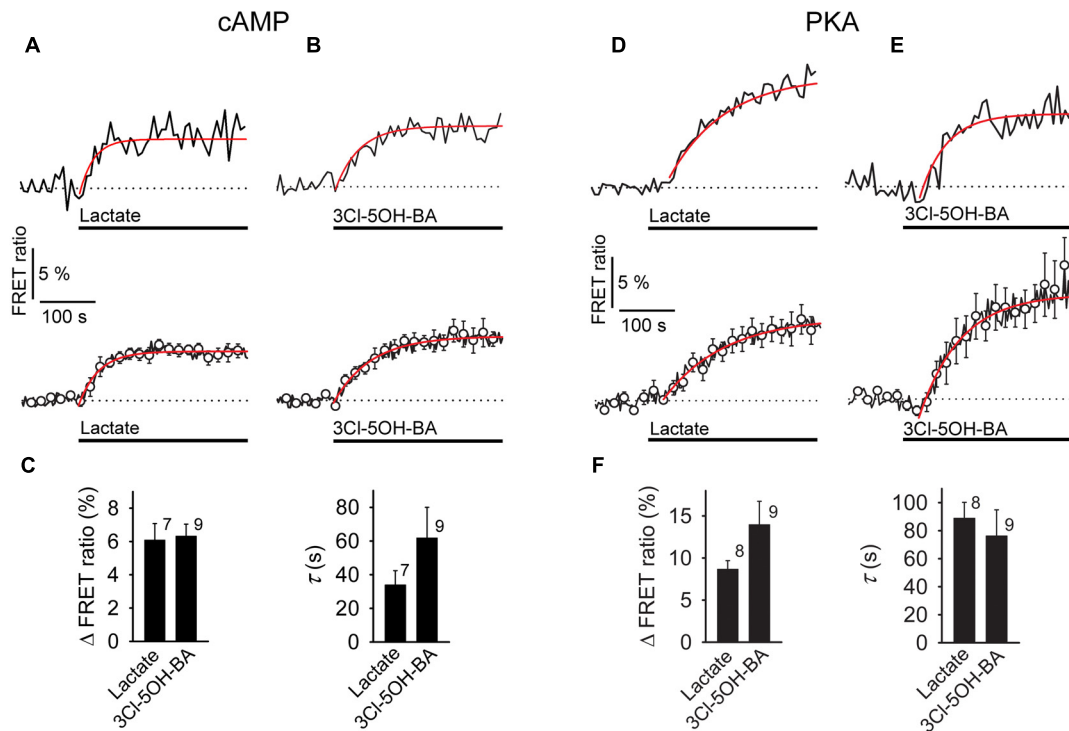 cAMP
PKA
A
B
D
E
Lactate
3Cl-5OH-BA
Lactate
3Cl-5OH-BA
FRET ratio
5 %
100 s
FRET ratio
5 %
100 s
Lactate
3Cl-5OH-BA
Lactate
3Cl-5OH-BA
C
F
Δ FRET ratio (%)
8
6
4
2
0
7
9
Lactate
3Cl-5OH-BA
τ (s)
80
60
40
20
0
7
9
Lactate
3Cl-5OH-BA
Δ FRET ratio (%)
15
10
5
0
8
9
Lactate
3Cl-5OH-BA
τ (s)
100
80
60
40
20
0
8
9
Lactate
3Cl-5OH-BA